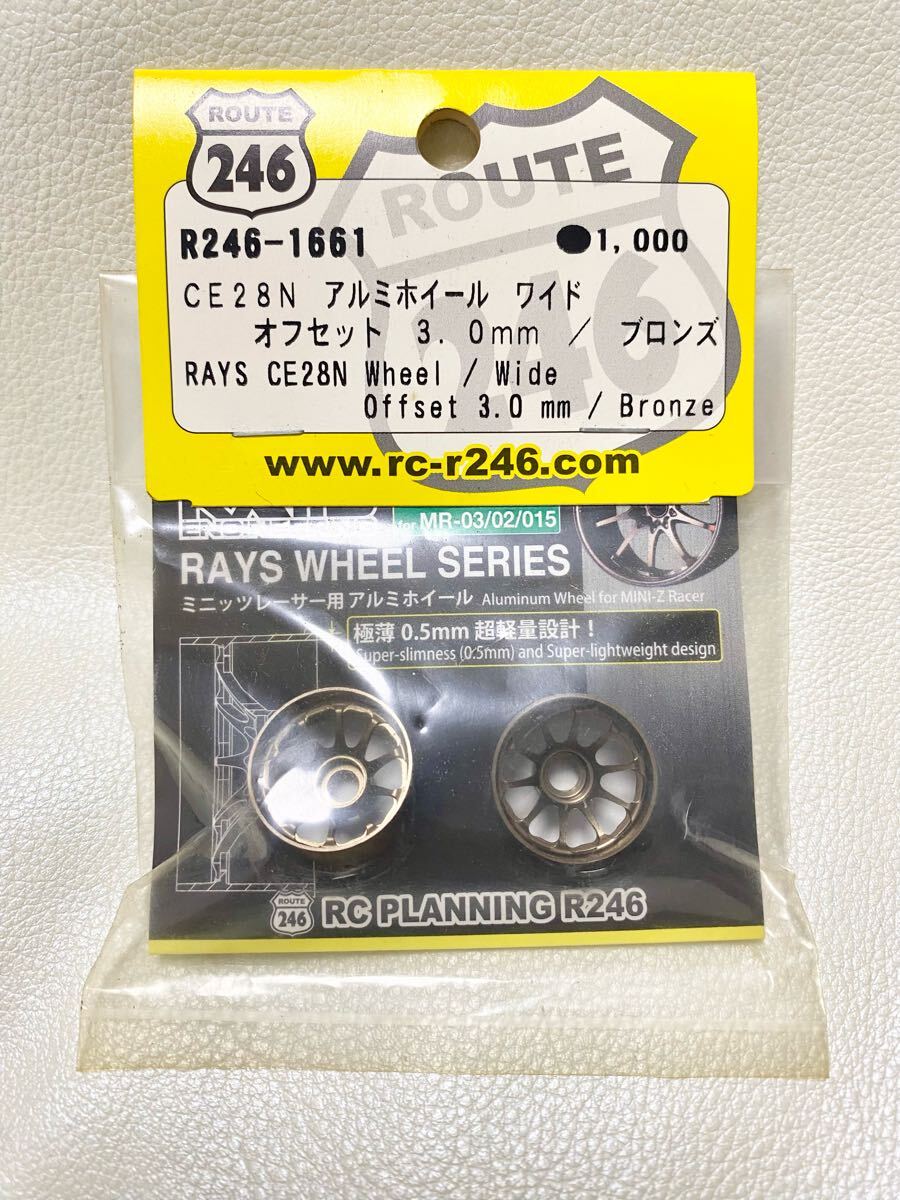 ROUTE
246
ROUTE
246
R246-1661 ●1,000
CE28N アルミホイール ワイド
オフセット 3.0mm / ブロンズ
RAYS CE28N Wheel / Wide
Offset 3.0 mm / Bronze
www.rc-r246.com
for MR-03/02/015
RAYS WHEEL SERIES
ミニッツレーサー用 アルミホイール Aluminum Wheel for MINI-Z Racer
極薄 0.5mm 超軽量設計!
Super-slimness (0.5mm) and Super-lightweight design
ROUTE
246 RC PLANNING R246